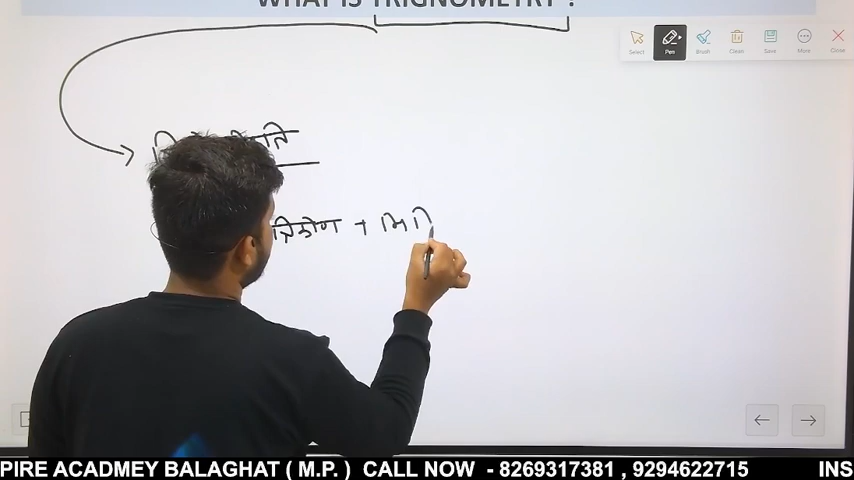 WHAT IS TRIGNOMETRY ?
Select Pen Brush Clean Save More Close
त्रिकोण + मि
PIRE ACADMEY BALAGHAT ( M.P. ) CALL NOW - 8269317381 , 9294622715 INS